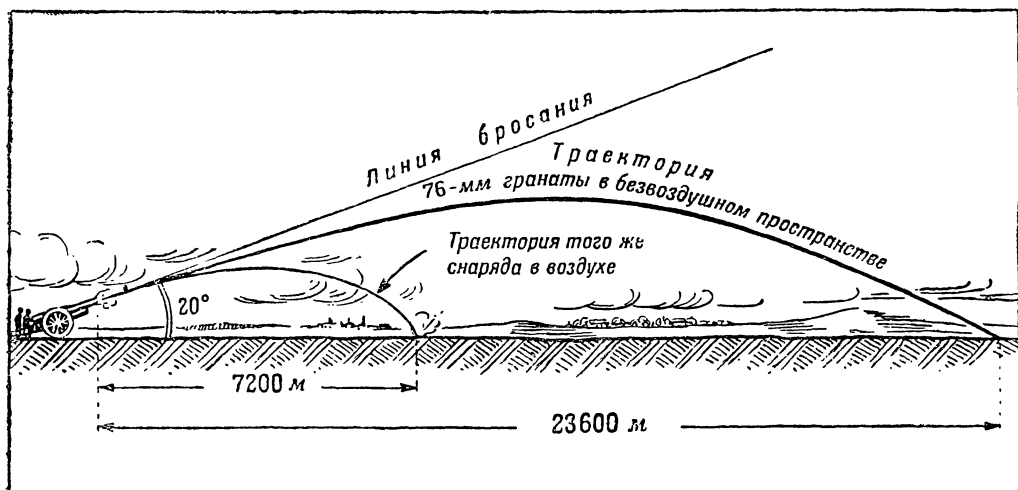 Линия бросания
Траектория
76-мм гранаты в безвоздушном пространстве
Траектория того же
снаряда в воздухе
20°
7200 м
23600 м